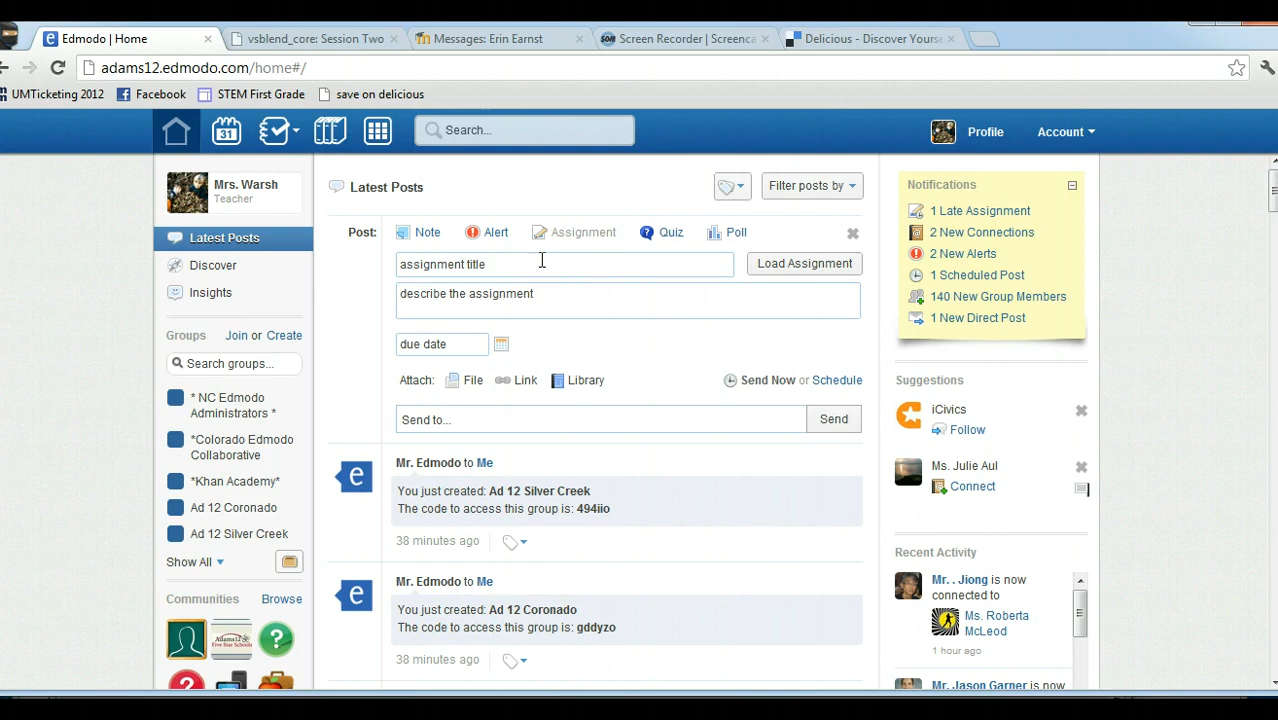 Edmodo | Home
vsblend_core: Session Two
Messages: Erin Earnst
Screen Recorder | Screenca
Delicious - Discover Yourse
adams12.edmodo.com/home#/
UMTicketing 2012
Facebook
STEM First Grade
save on delicious
31
Search...
Profile
Account
Mrs. Warsh
Teacher
Latest Posts
Discover
Insights
Groups Join or Create
Search groups...
* NC Edmodo
Administrators *
*Colorado Edmodo
Collaborative
*Khan Academy*
Ad 12 Coronado
Ad 12 Silver Creek
Show All
Communities Browse
Adams12
Five Star Schools
Latest Posts
Filter posts by
Post: Note Alert Assignment Quiz Poll
assignment title
Load Assignment
describe the assignment
due date
Attach: File Link Library
Send Now or Schedule
Send to...
Send
Mr. Edmodo to Me
You just created: Ad 12 Silver Creek
The code to access this group is: 494iio
38 minutes ago
Mr. Edmodo to Me
You just created: Ad 12 Coronado
The code to access this group is: gddyzo
38 minutes ago
Notifications
1 Late Assignment
2 New Connections
2 New Alerts
1 Scheduled Post
140 New Group Members
1 New Direct Post
Suggestions
iCivics
Follow
Ms. Julie Aul
Connect
Recent Activity
Mr. . Jiong is now
connected to
Ms. Roberta
McLeod
1 hour ago
Mr. Jason Garner is now